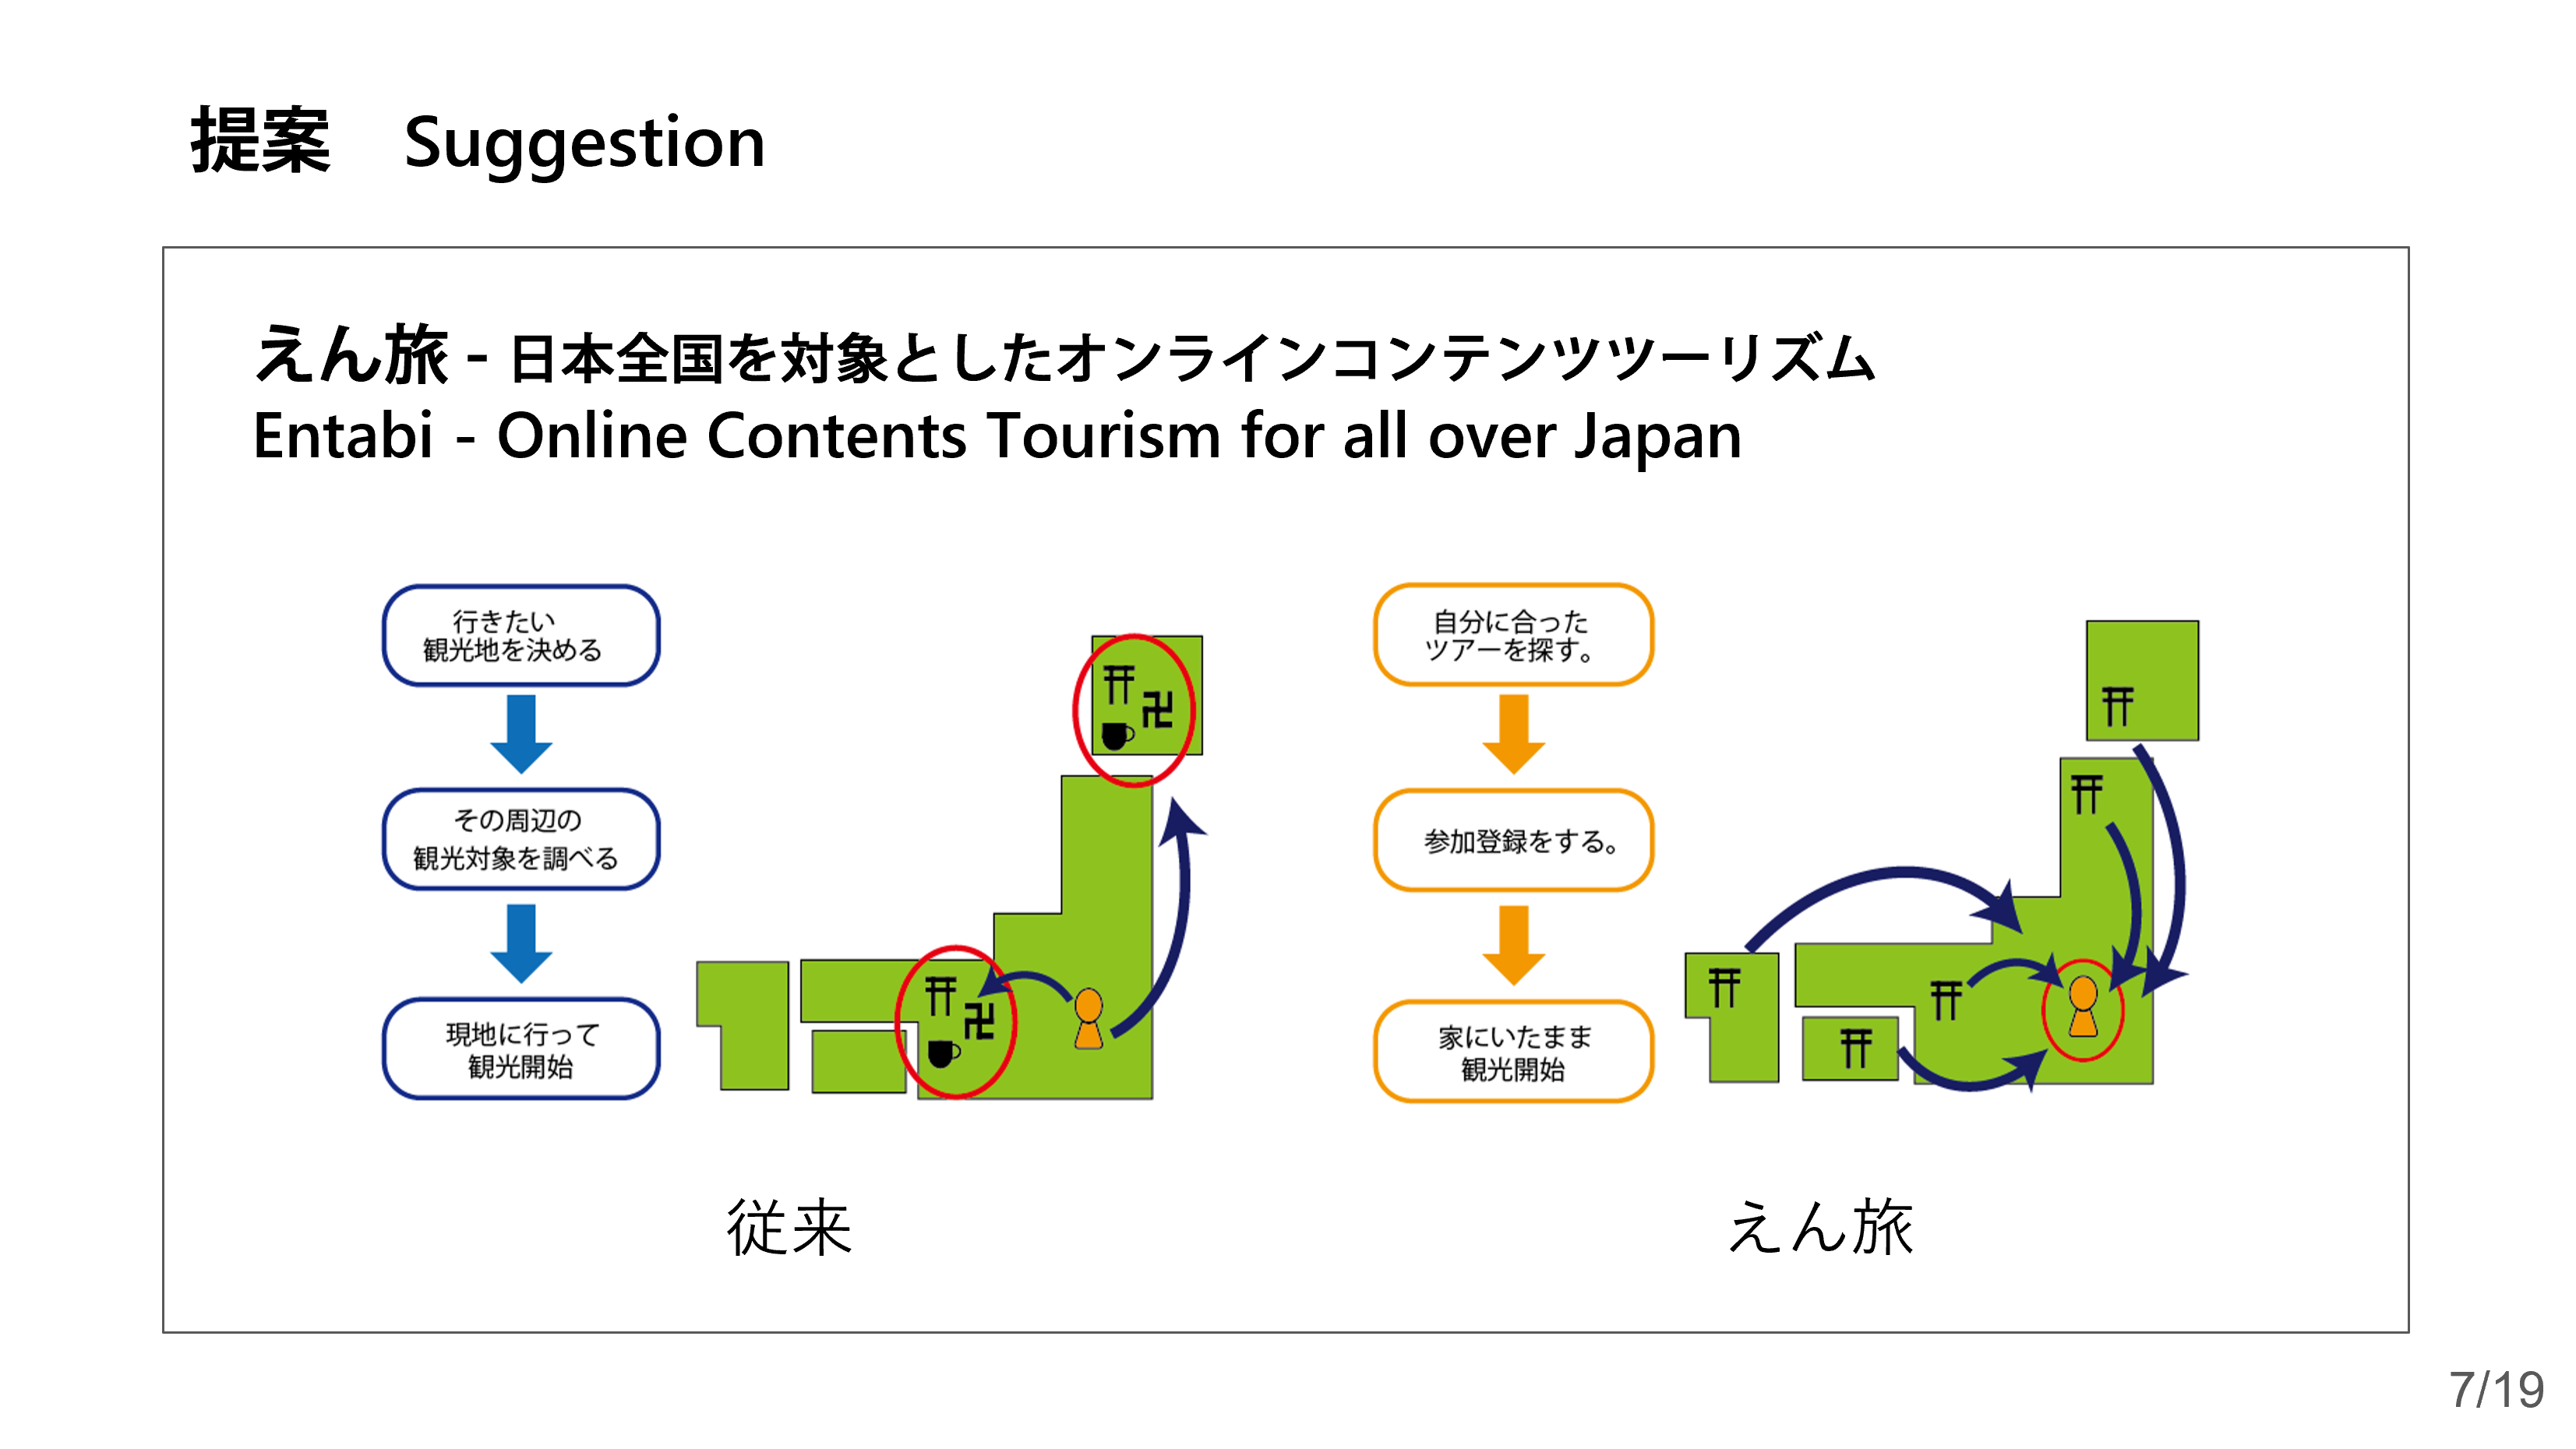 提案　Suggestion
えん旅 - 日本全国を対象としたオンラインコンテンツツーリズム
Entabi - Online Contents Tourism for all over Japan
行きたい
観光地を決める
その周辺の
観光対象を調べる
現地に行って
観光開始
従来
自分に合った
ツアーを探す。
参加登録をする。
家にいたまま
観光開始
えん旅
7/19